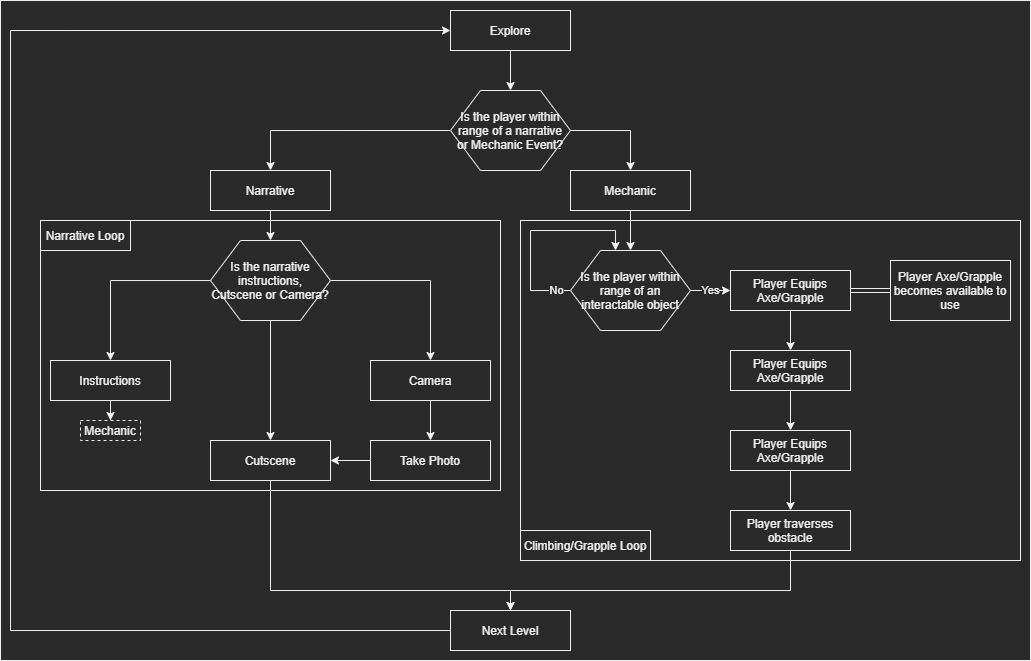 Explore
Is the player within
range of a narrative
or Mechanic Event?
Narrative
Mechanic
Narrative Loop
Is the narrative
instructions,
Cutscene or Camera?
Instructions
Mechanic
Camera
Cutscene
Take Photo
Is the player within
range of an
interactable object
No
Yes
Player Equips
Axe/Grapple
Player Axe/Grapple
becomes available to
use
Player Equips
Axe/Grapple
Player Equips
Axe/Grapple
Player traverses
obstacle
Climbing/Grapple Loop
Next Level